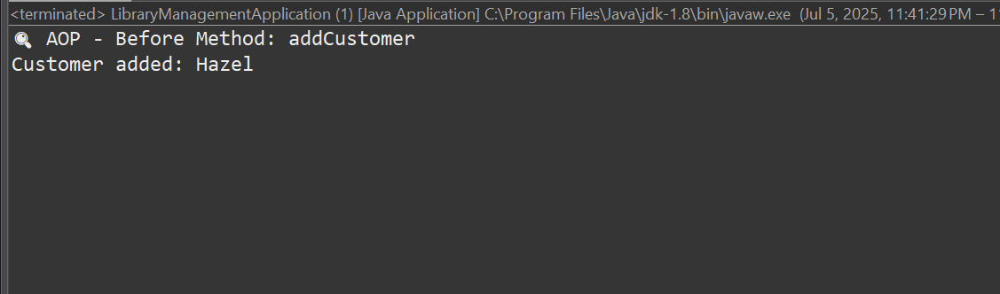 <terminated> LibraryManagementApplication (1) [Java Application] C:\Program Files\Java\jdk-1.8\bin\javaw.exe (Jul 5, 2025, 11:41:29 PM – 1
🔍 AOP - Before Method: addCustomer
Customer added: Hazel